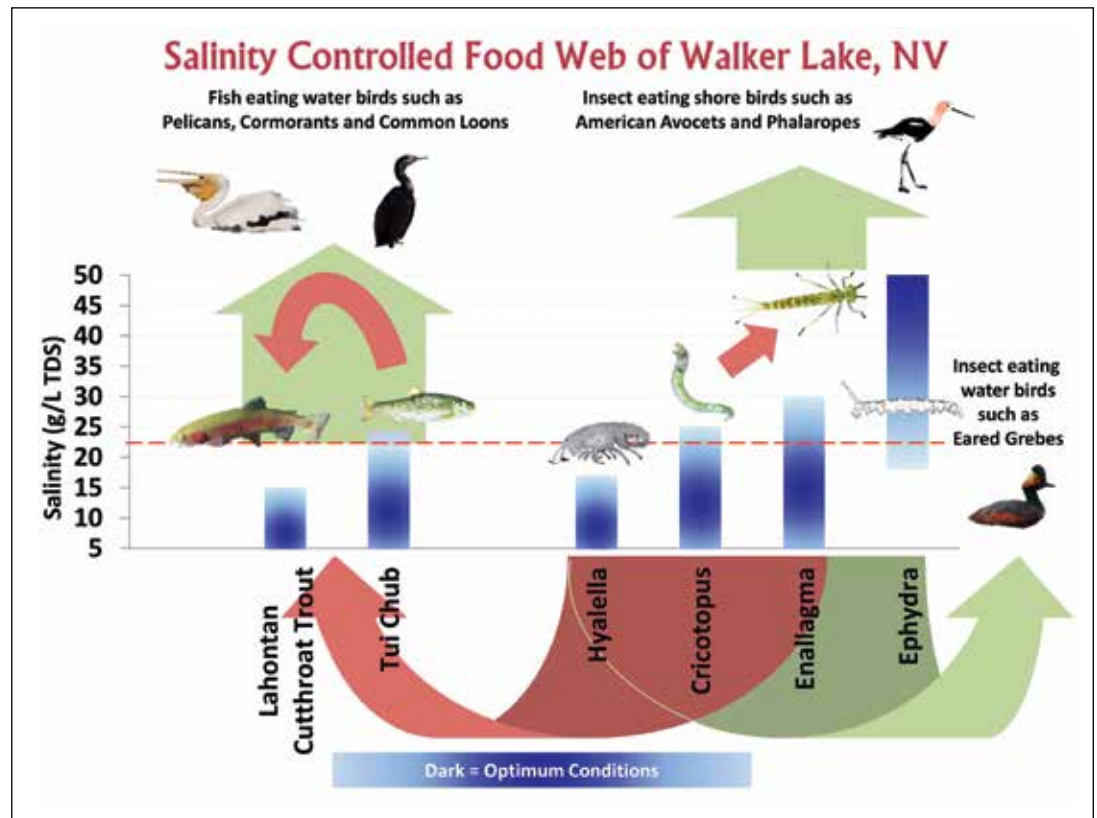 Salinity Controlled Food Web of Walker Lake, NV
Fish eating water birds such as
Pelicans, Cormorants and Common Loons
Insect eating shore birds such as
American Avocets and Phalaropes
Salinity (g/L TDS)
50
45
40
35
30
25
20
15
10
5
Insect eating
water birds
such as
Eared Grebes
Lahontan
Cutthroat Trout
Tui Chub
Hyalella
Cricotopus
Enallagma
Ephydra
Dark = Optimum Conditions